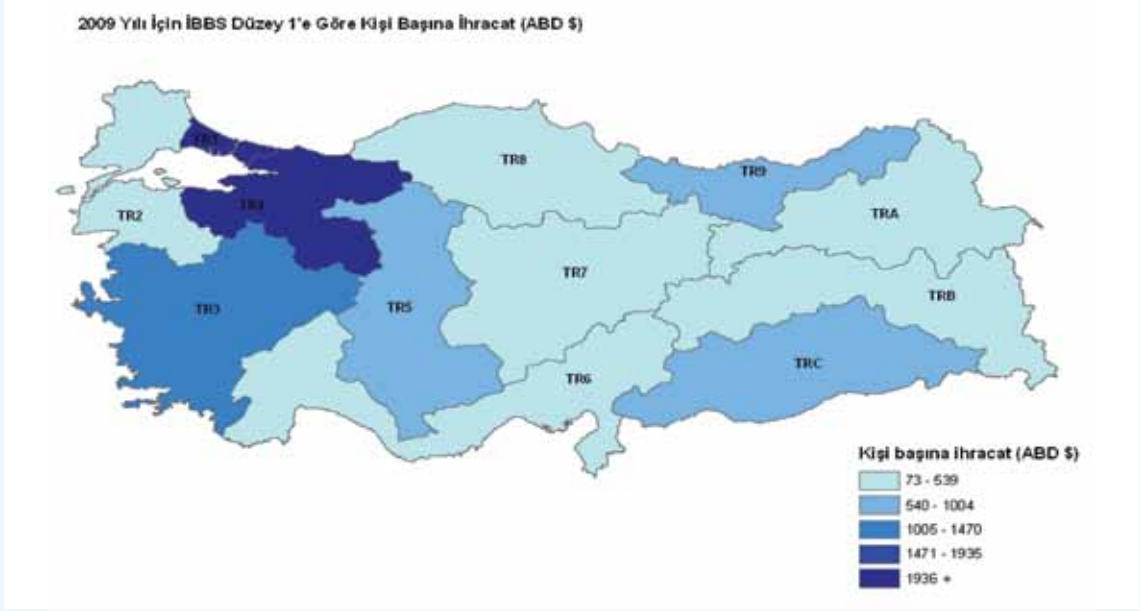 2009 Yılı İçin İBBS Düzey 1'e Göre Kişi Başına İhracat (ABD $)
TR1
TR8
TR9
TR4
TR2
TRA
TR7
TRB
TR3
TR5
TRC
TR6
Kişi başına ihracat (ABD $)
73 - 539
540 - 1004
1005 - 1470
1471 - 1935
1936 +